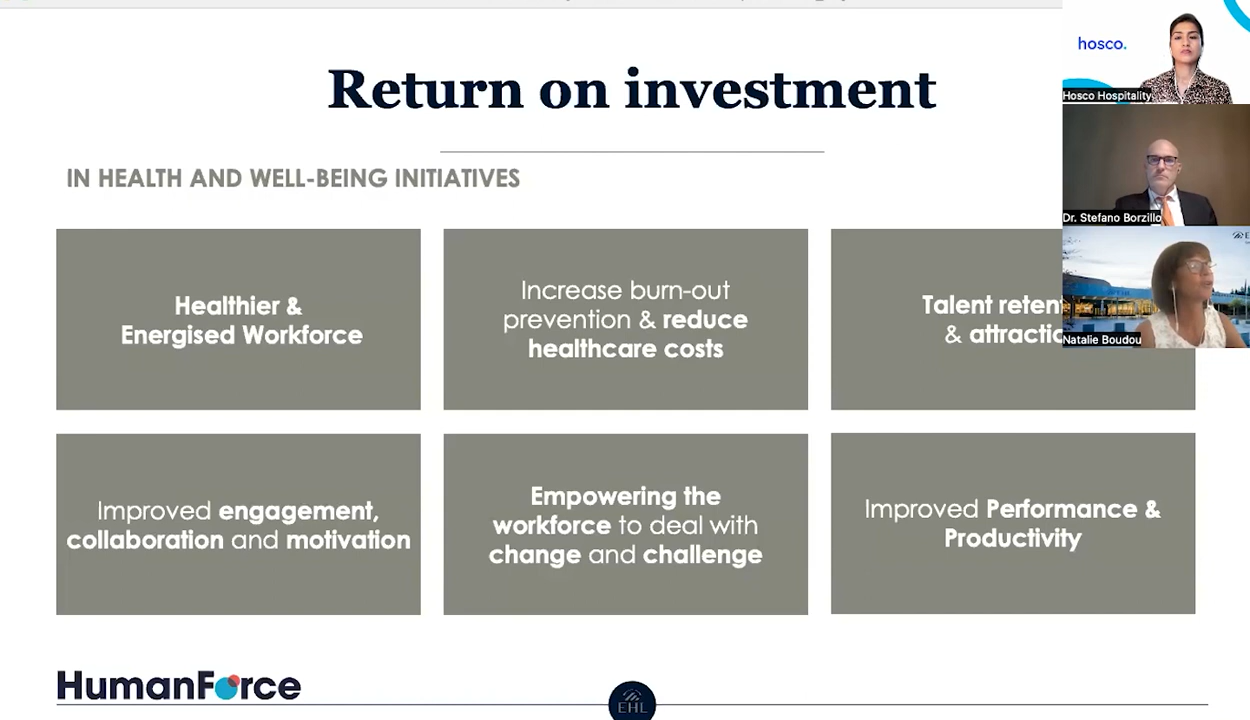 Return on investment
IN HEALTH AND WELL-BEING INITIATIVES
Healthier &
Energised Workforce
Increase burn-out
prevention & reduce
healthcare costs
Talent
&
Improved engagement,
collaboration and motivation
Empowering the
workforce to deal with
change and challenge
Improved Performance &
Productivity
HumanForce
EHL
hosco.
Hosco Hospitality
Dr. Stefano Borzillo
Natalie Boudou